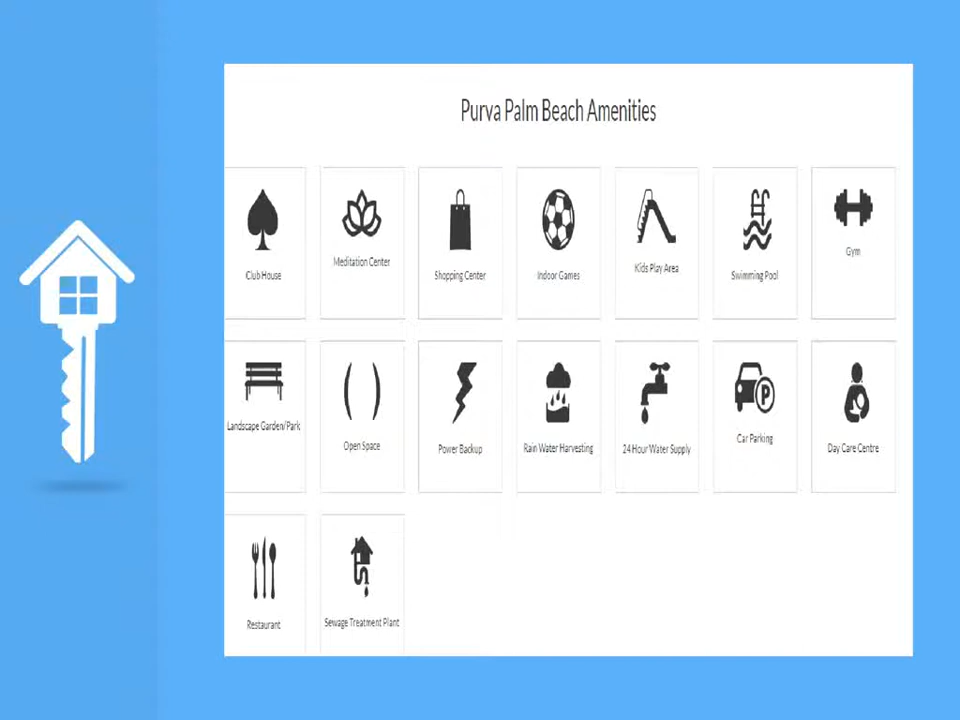 Purva Palm Beach Amenities
Club House
Meditation Center
Shopping Center
Indoor Games
Kids Play Area
Swimming Pool
Gym
Landscape Garden/Park
Open Space
Power Backup
Rain Water Harvesting
24 Hour Water Supply
Car Parking
Day Care Centre
Restaurant
Sewage Treatment Plant